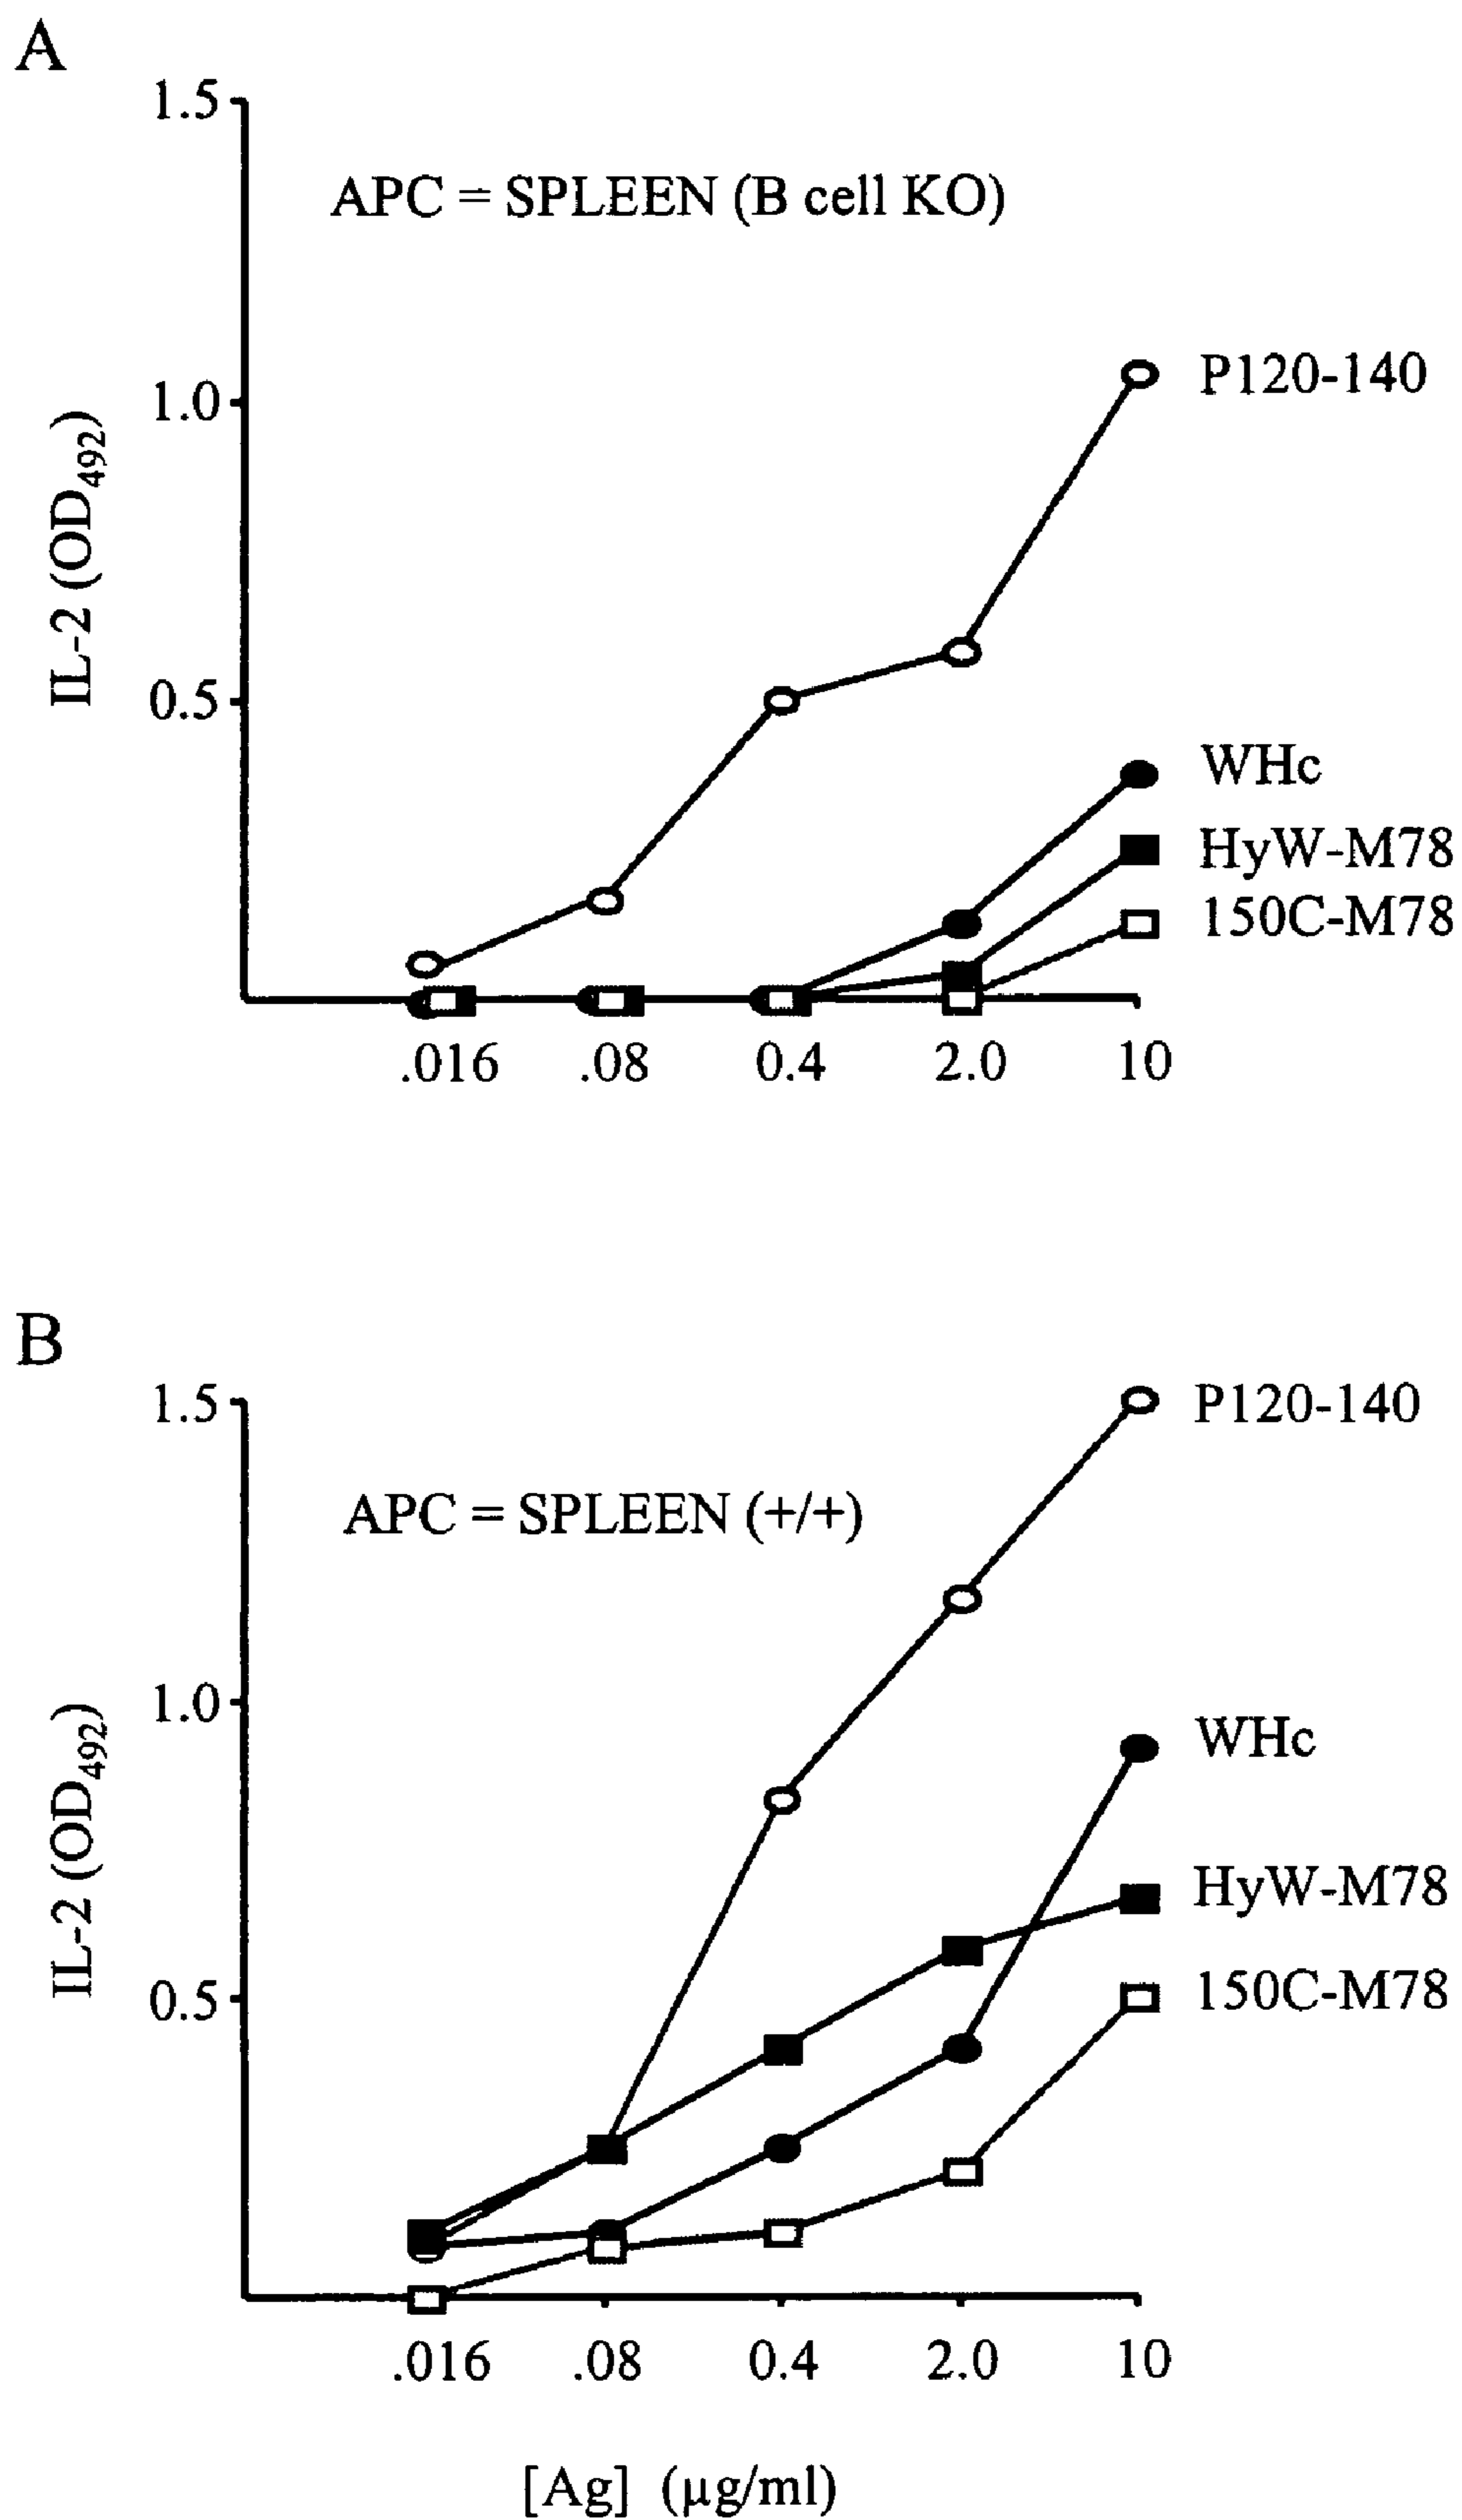 A
1.5
APC = SPLEEN (B cell KO)
1.0
P120-140
IL-2 (OD492)
0.5
WHc
HyW-M78
150C-M78
.016 .08 0.4 2.0 10
B
1.5
P120-140
APC = SPLEEN (+/+)
1.0
WHc
IL-2 (OD492)
HyW-M78
0.5
150C-M78
.016 .08 0.4 2.0 10
[Ag] (µg/ml)